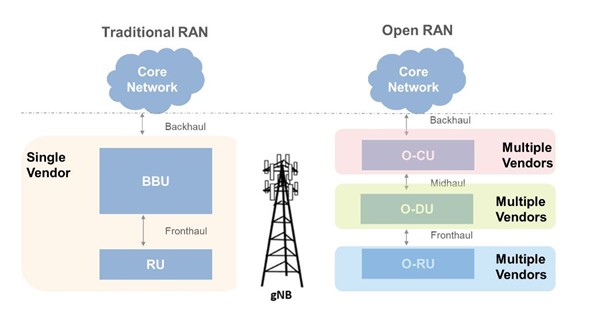 Traditional RAN
Open RAN
Core
Network
Core
Network
Backhaul
Backhaul
Single
Vendor
BBU
Fronthaul
RU
gNB
O-CU
Multiple
Vendors
Midhaul
O-DU
Multiple
Vendors
Fronthaul
O-RU
Multiple
Vendors